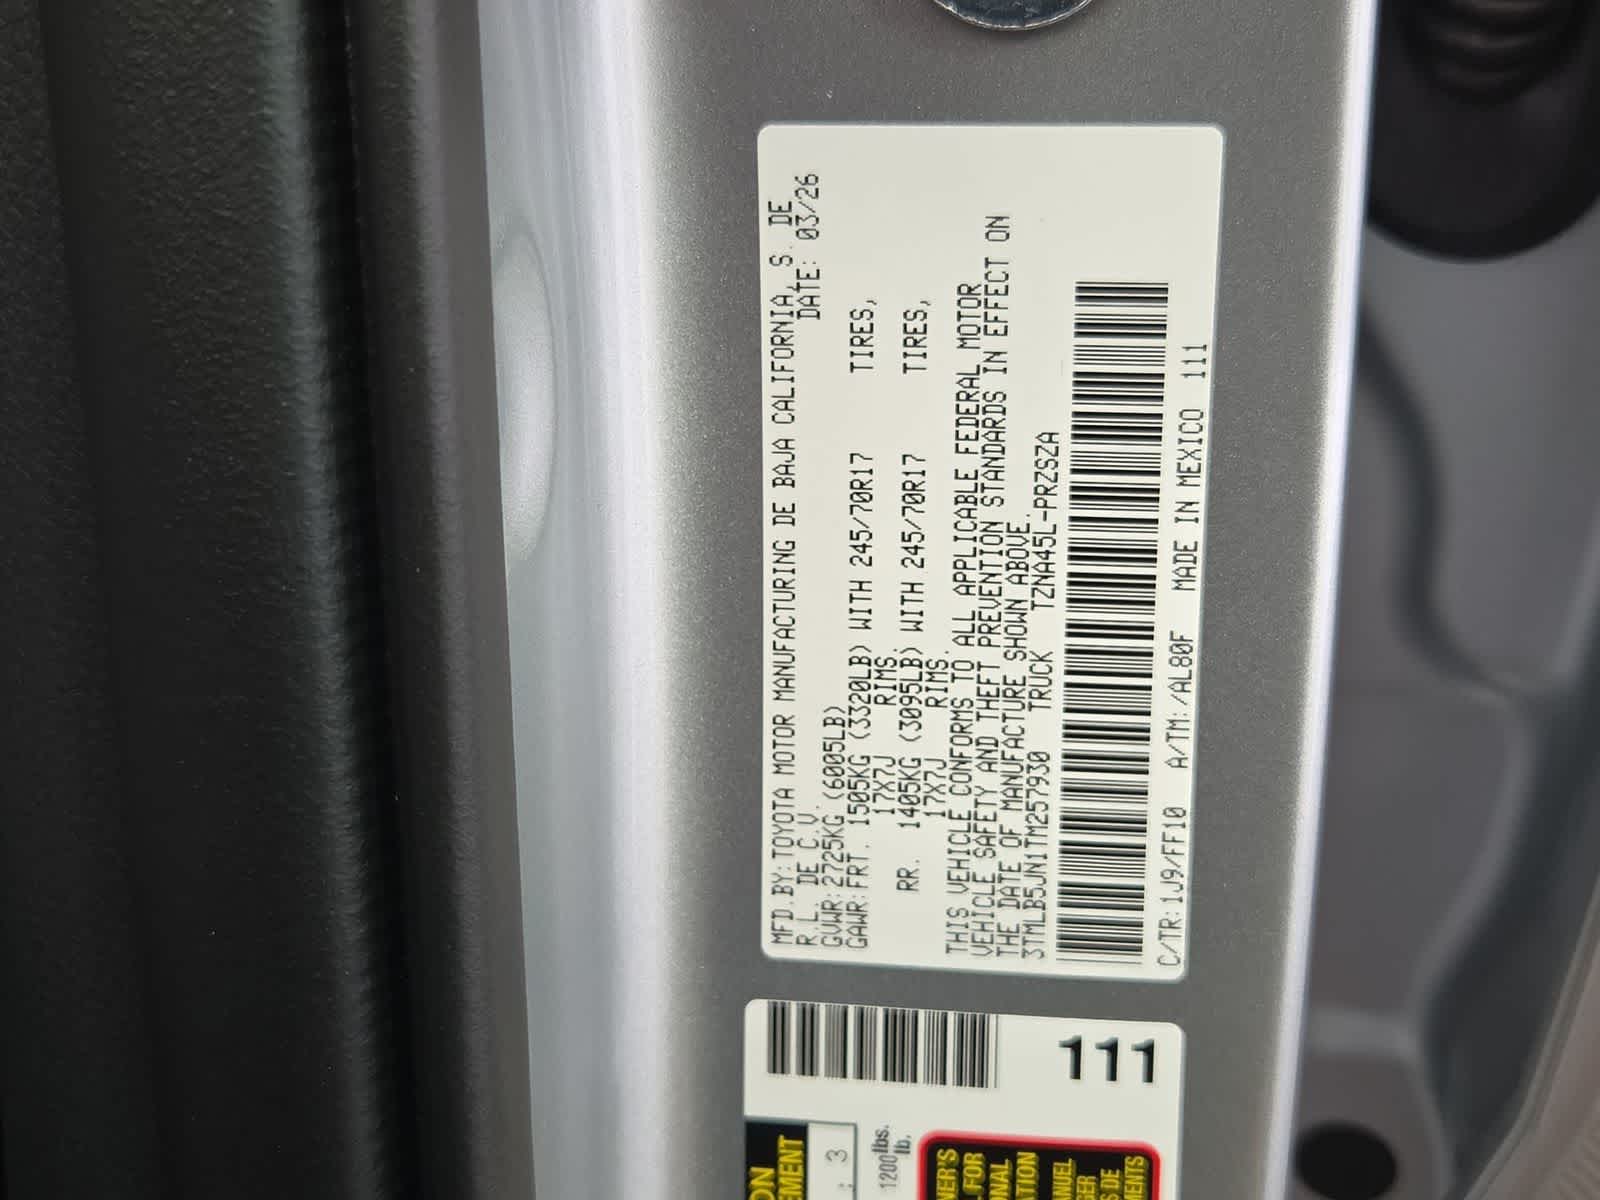 MFD.BY:TOYOTA MOTOR MANUFACTURING DE BAJA CALIFORNIA, S. DE
R.L. DE C.V. DATE: 03/26
GVWR:2725KG (6005LB)
GAWR:FRT. 1505KG (3320LB) WITH 245/70R17 TIRES,
17X7J RIMS.
RR. 1405KG (3095LB) WITH 245/70R17 TIRES,
17X7J RIMS.
THIS VEHICLE CONFORMS TO ALL APPLICABLE FEDERAL MOTOR
VEHICLE SAFETY AND THEFT PREVENTION STANDARDS IN EFFECT ON
THE DATE OF MANUFACTURE SHOWN ABOVE.
3TMLB5JN1TM257930 TRUCK TZNA45L-PRZSZA
C/TR:1J9/FF10 A/TM:/AL80F MADE IN MEXICO 111
111
: 3
1200lbs.
lb.